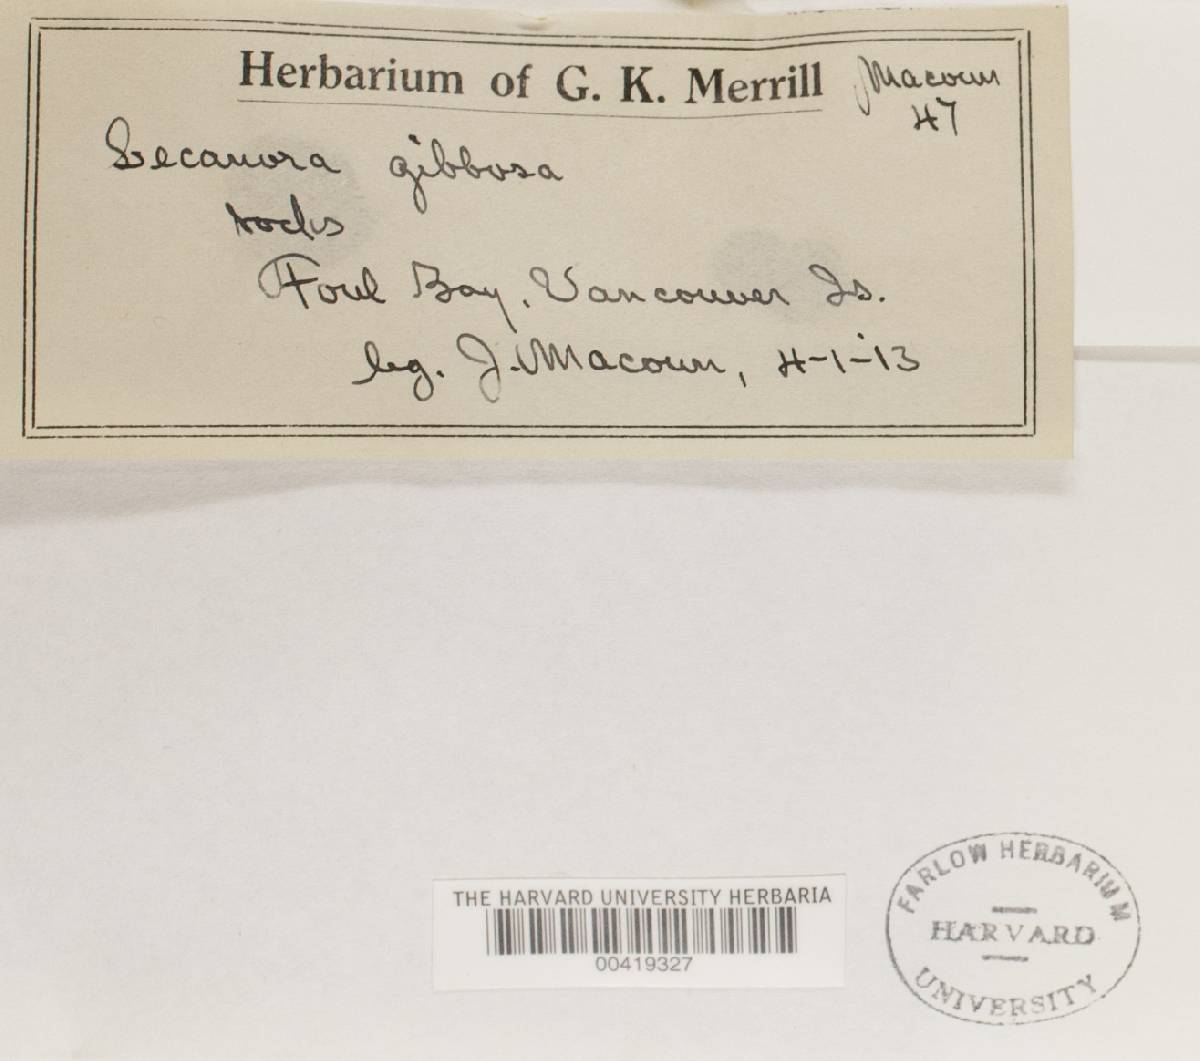 Herbarium of G. K. Merrill
Macoun
47
Lecanora gibbosa
rocks
Foul Bay, Vancouver Is.
leg. J. Macoun, 4-1-'13
THE HARVARD UNIVERSITY HERBARIA
00419327
FARLOW HERBARIUM
HARVARD
UNIVERSITY